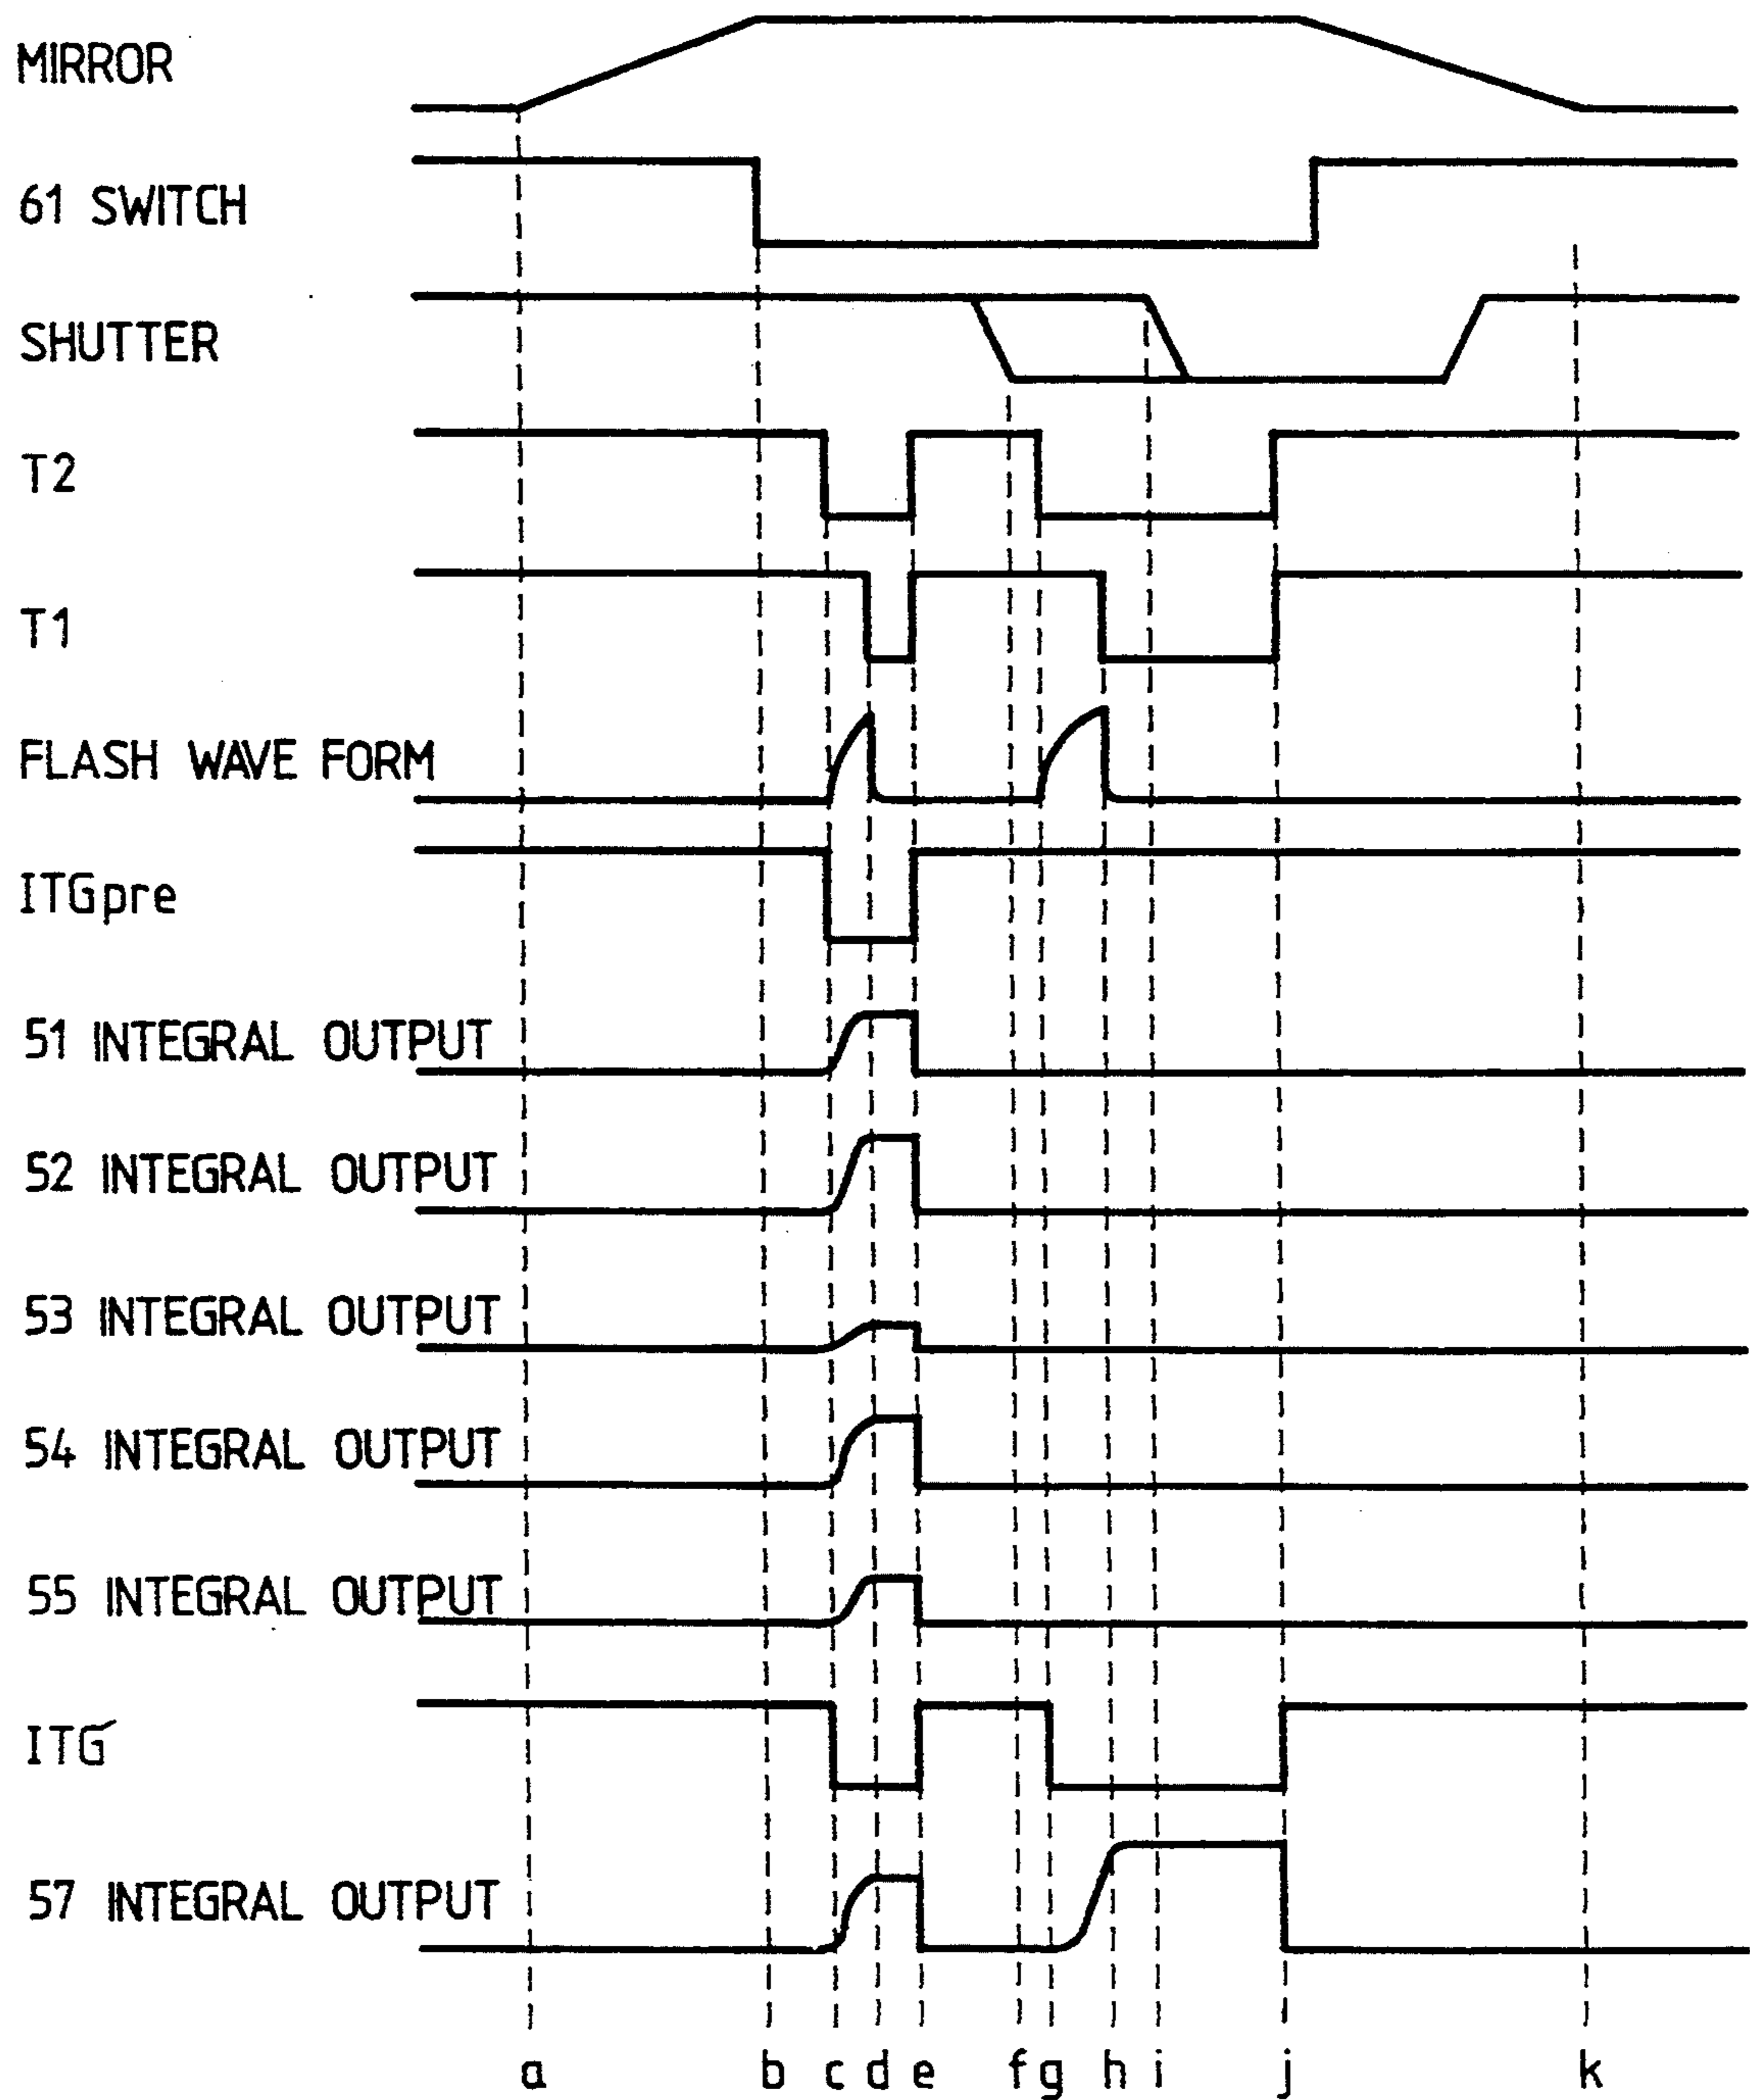 MIRROR
61 SWITCH
SHUTTER
T2
T1
FLASH WAVE FORM
ITGpre
51 INTEGRAL OUTPUT
52 INTEGRAL OUTPUT
53 INTEGRAL OUTPUT
54 INTEGRAL OUTPUT
55 INTEGRAL OUTPUT
ITG´
57 INTEGRAL OUTPUT
a b c d e f g h i j k